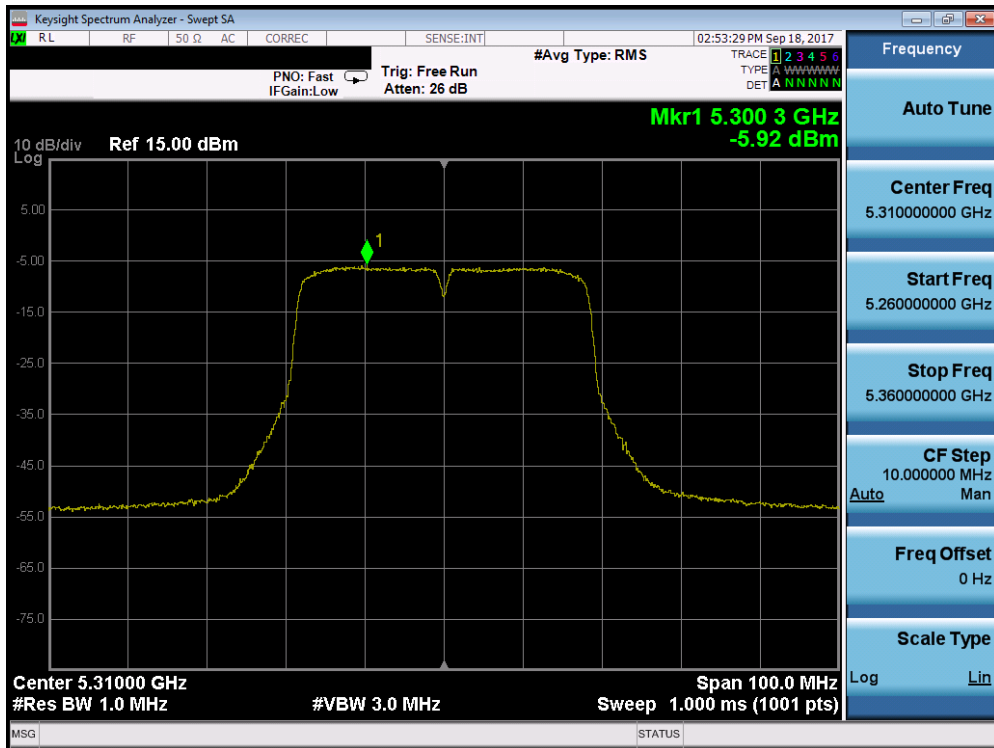 Keysight Spectrum Analyzer - Swept SA
LXI RL RF 50 Ω AC CORREC SENSE:INT 02:53:29 PM Sep 18, 2017
#Avg Type: RMS TRACE 1 2 3 4 5 6
PNO: Fast Trig: Free Run TYPE A WWWWW
IFGain:Low Atten: 26 dB DET A N N N N N
Mkr1 5.300 3 GHz
-5.92 dBm
10 dB/div Ref 15.00 dBm
Log
1
5.00
-5.00
-15.0
-25.0
-35.0
-45.0
-55.0
-65.0
-75.0
Center 5.31000 GHz Span 100.0 MHz
#Res BW 1.0 MHz #VBW 3.0 MHz Sweep 1.000 ms (1001 pts)
MSG STATUS
Frequency
Auto Tune
Center Freq
5.310000000 GHz
Start Freq
5.260000000 GHz
Stop Freq
5.360000000 GHz
CF Step
10.000000 MHz
Auto Man
Freq Offset
0 Hz
Scale Type
Log Lin